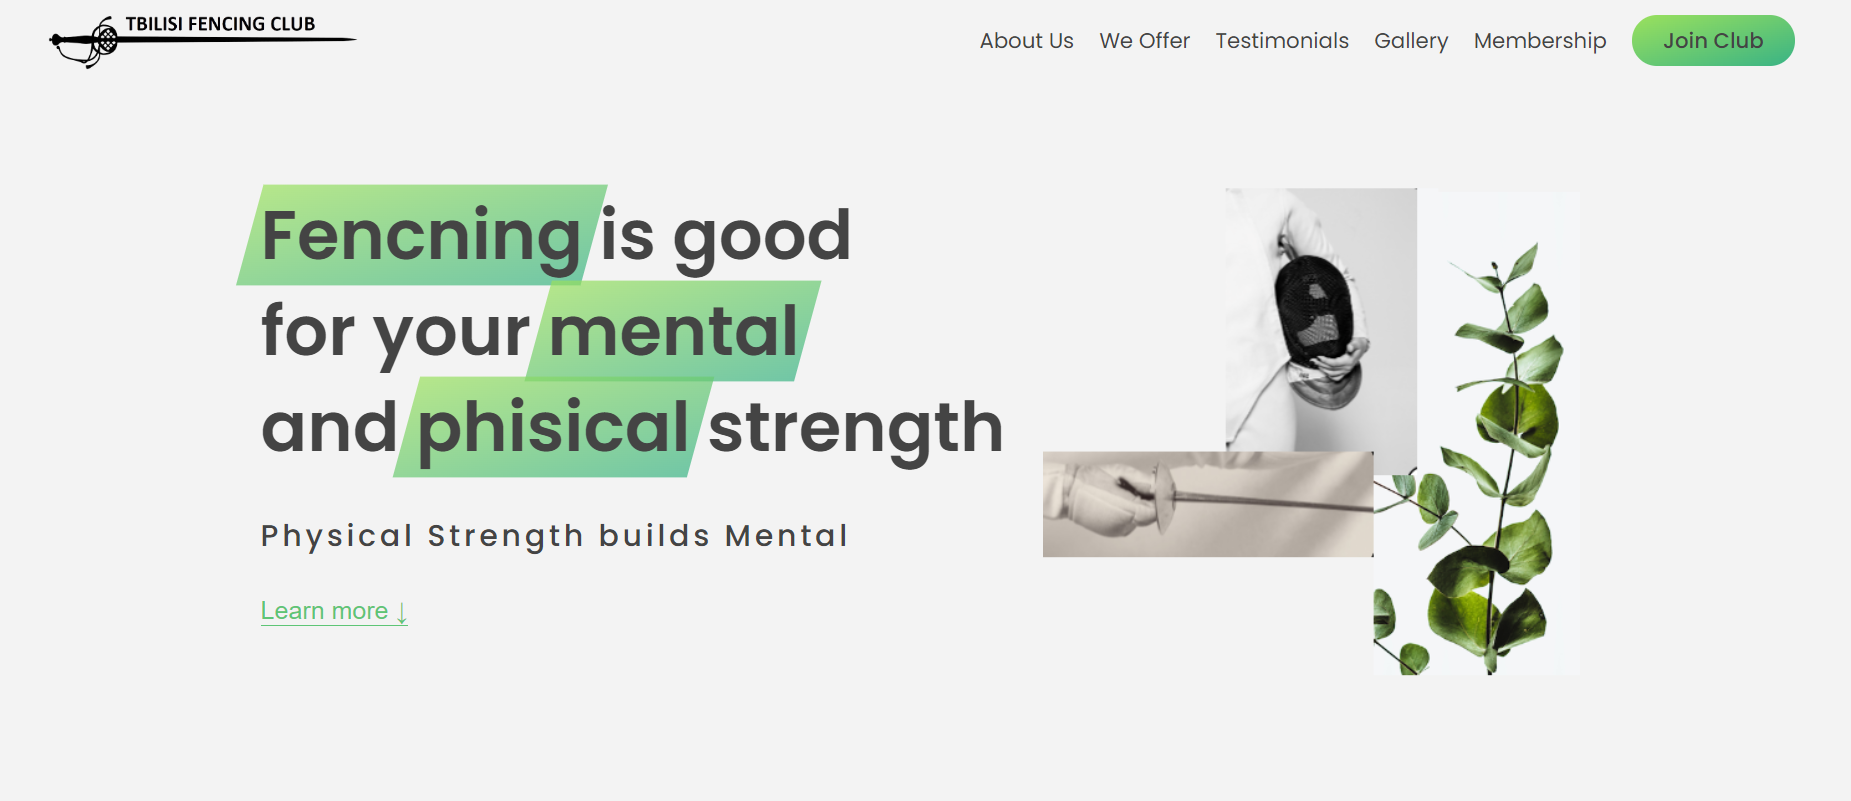 TBILISI FENCING CLUB
About Us We Offer Testimonials Gallery Membership Join Club
Fencning is good
for your mental
and phisical strength
Physical Strength builds Mental
Learn more ↓